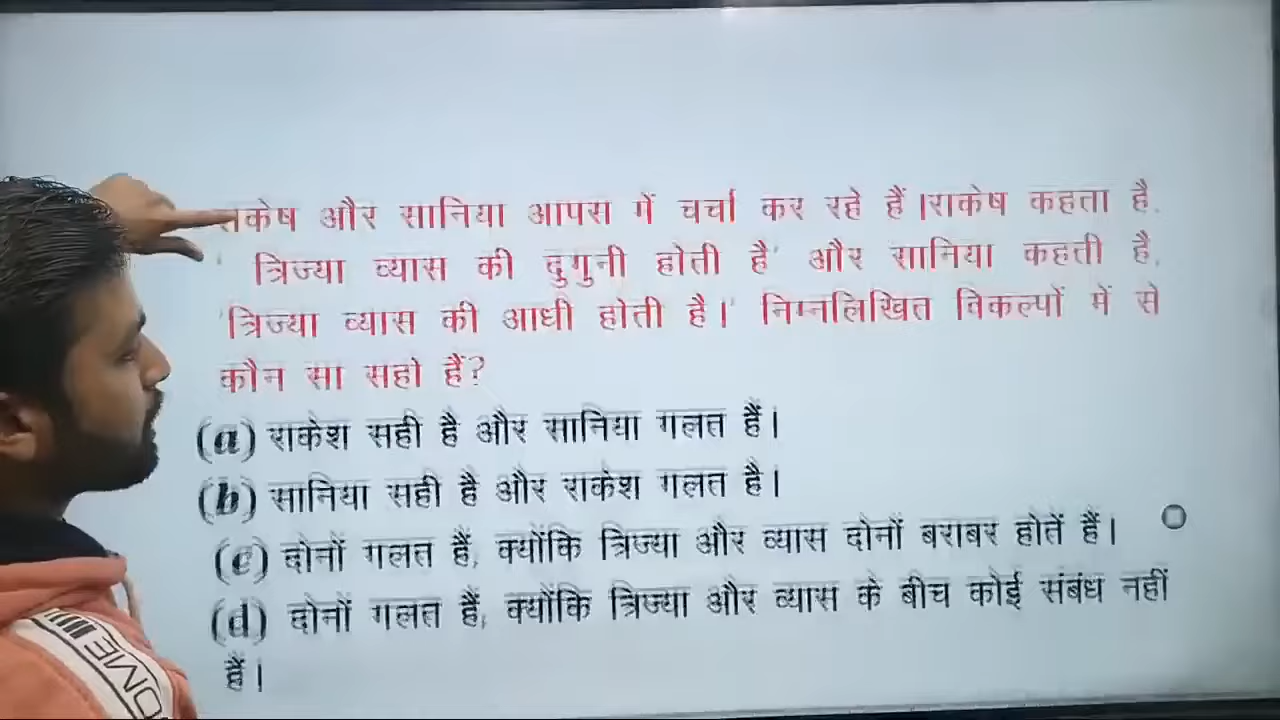 राकेष और सानिया आपस में चर्चा कर रहे हैं।राकेष कहता है.
' त्रिज्या व्यास की दुगुनी होती है' और सानिया कहती है,
'त्रिज्या व्यास की आधी होती है।' निम्नलिखित विकल्पों में से
कौन सा सही हैं?
(a) राकेश सही है और सानिया गलत हैं।
(b) सानिया सही है और राकेश गलत है।
(c) दोनों गलत हैं, क्योंकि त्रिज्या और व्यास दोनों बराबर होतें हैं।
(d) दोनों गलत हैं, क्योंकि त्रिज्या और व्यास के बीच कोई संबंध नहीं
हैं।
OME